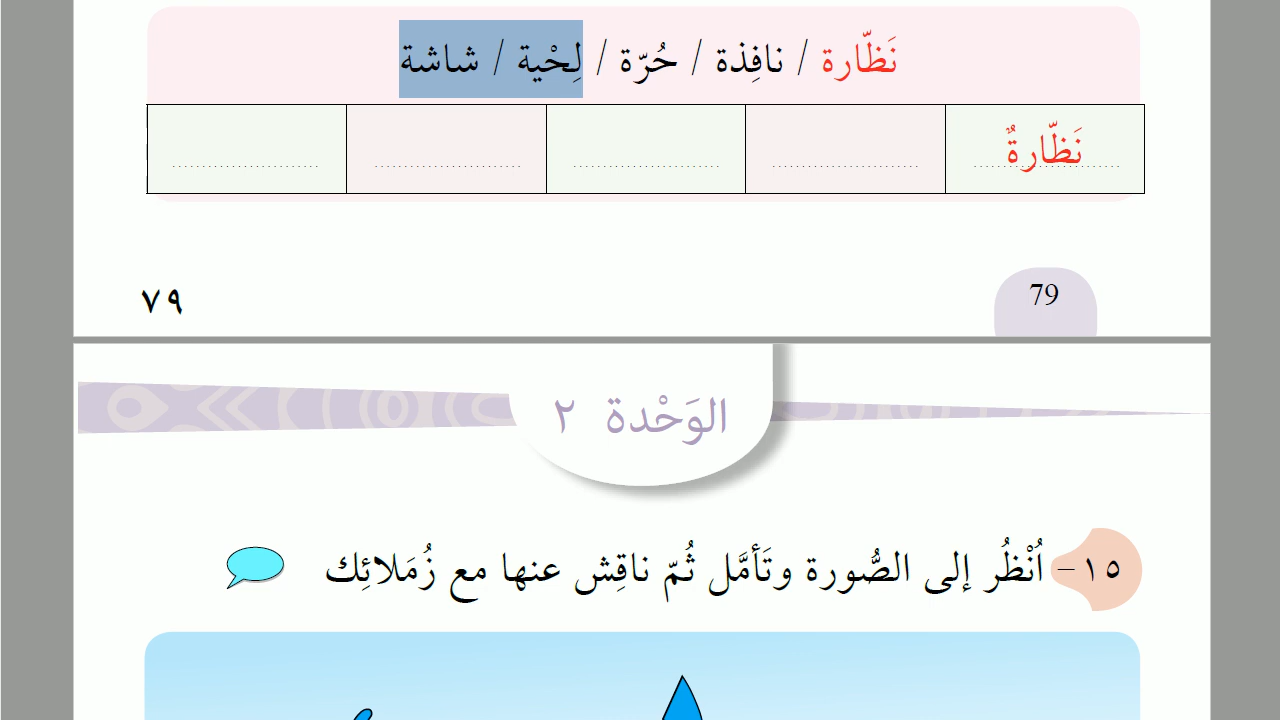 نَظّارة / نافِذة / حُرّة / لِحْية / شاشة
نَظّارةٌ
٧٩
79
الوَحْدة ٢
١٥- اُنْظُر إلى الصُّورة وتَأمَّل ثُمّ ناقِش عنها مع زُمَلائِك